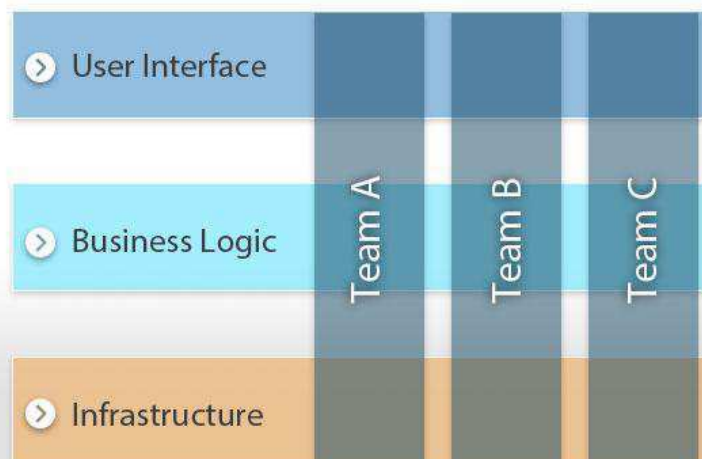 User Interface
Business Logic
Infrastructure
Team A
Team B
Team C